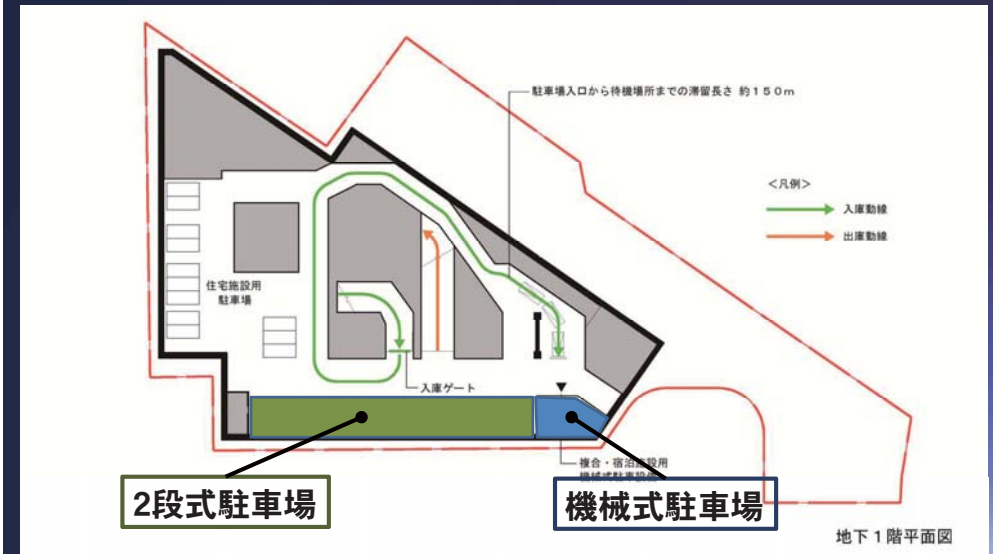 駐車場入口から待機場所までの滞留長さ 約150m
<凡例>
入庫動線
出庫動線
住宅施設用
駐車場
入庫ゲート
複合・宿泊施設用
機械式駐車設備
2段式駐車場
機械式駐車場
地下1階平面図